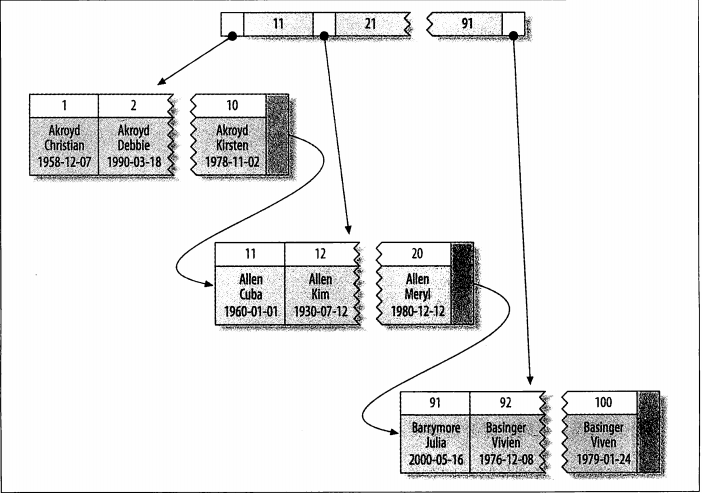 11 21 91
1 2 10
Akroyd Christian 1958-12-07
Akroyd Debbie 1990-03-18
Akroyd Kirsten 1978-11-02
11 12 20
Allen Cuba 1960-01-01
Allen Kim 1930-07-12
Allen Meryl 1980-12-12
91 92 100
Barrymore Julia 2000-05-16
Basinger Vivien 1976-12-08
Basinger Viven 1979-01-24